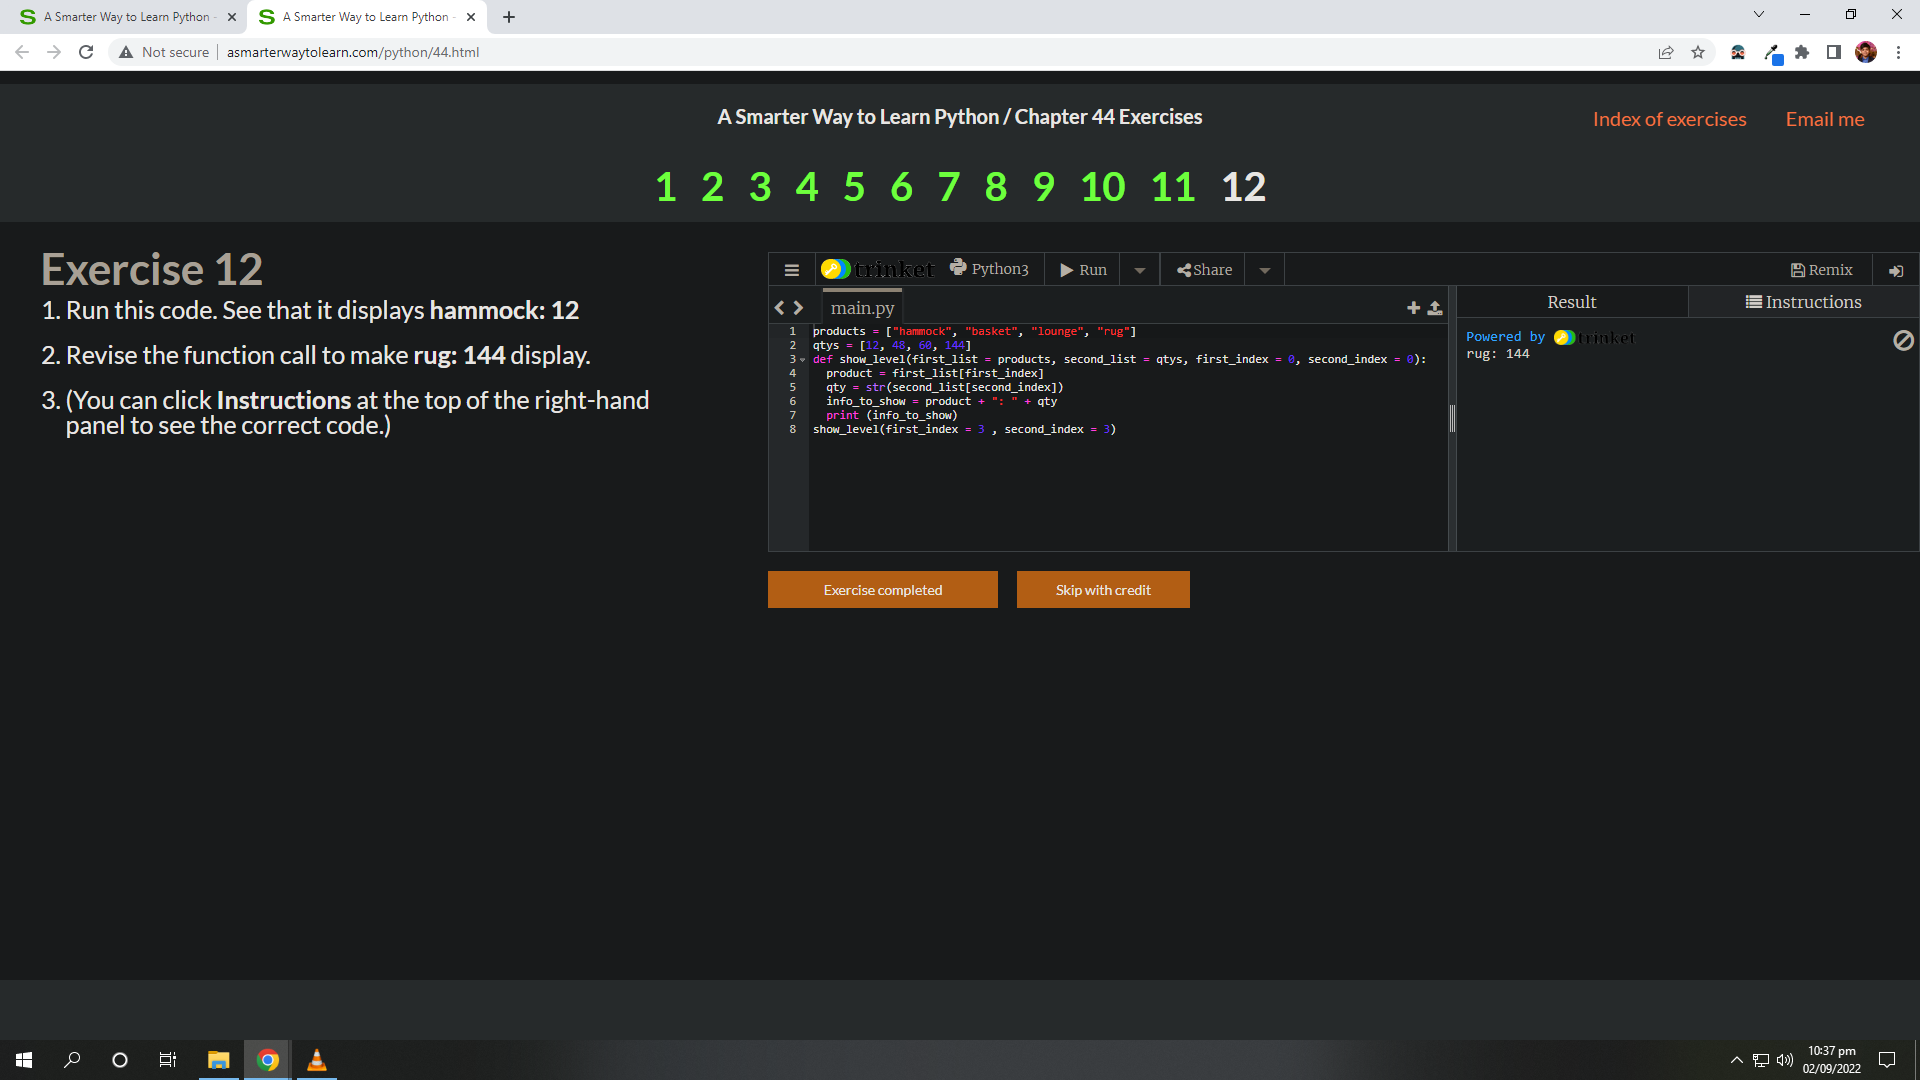 A Smarter Way to Learn Python -
A Smarter Way to Learn Python -
Not secure
asmarterwaytolearn.com/python/44.html
A Smarter Way to Learn Python / Chapter 44 Exercises
Index of exercises
Email me
1 2 3 4 5 6 7 8 9 10 11 12
Exercise 12
1. Run this code. See that it displays hammock: 12
2. Revise the function call to make rug: 144 display.
3. (You can click Instructions at the top of the right-hand
panel to see the correct code.)
trinket
Python3
Run
Share
Remix
main.py
Result
Instructions
1 products = ["hammock", "basket", "lounge", "rug"]
2 qtys = [12, 48, 60, 144]
3 def show_level(first_list = products, second_list = qtys, first_index = 0, second_index = 0):
4 product = first_list[first_index]
5 qty = str(second_list[second_index])
6 info_to_show = product + ": " + qty
7 print (info_to_show)
8 show_level(first_index = 3 , second_index = 3)
Powered by trinket
rug: 144
Exercise completed
Skip with credit
10:37 pm
02/09/2022